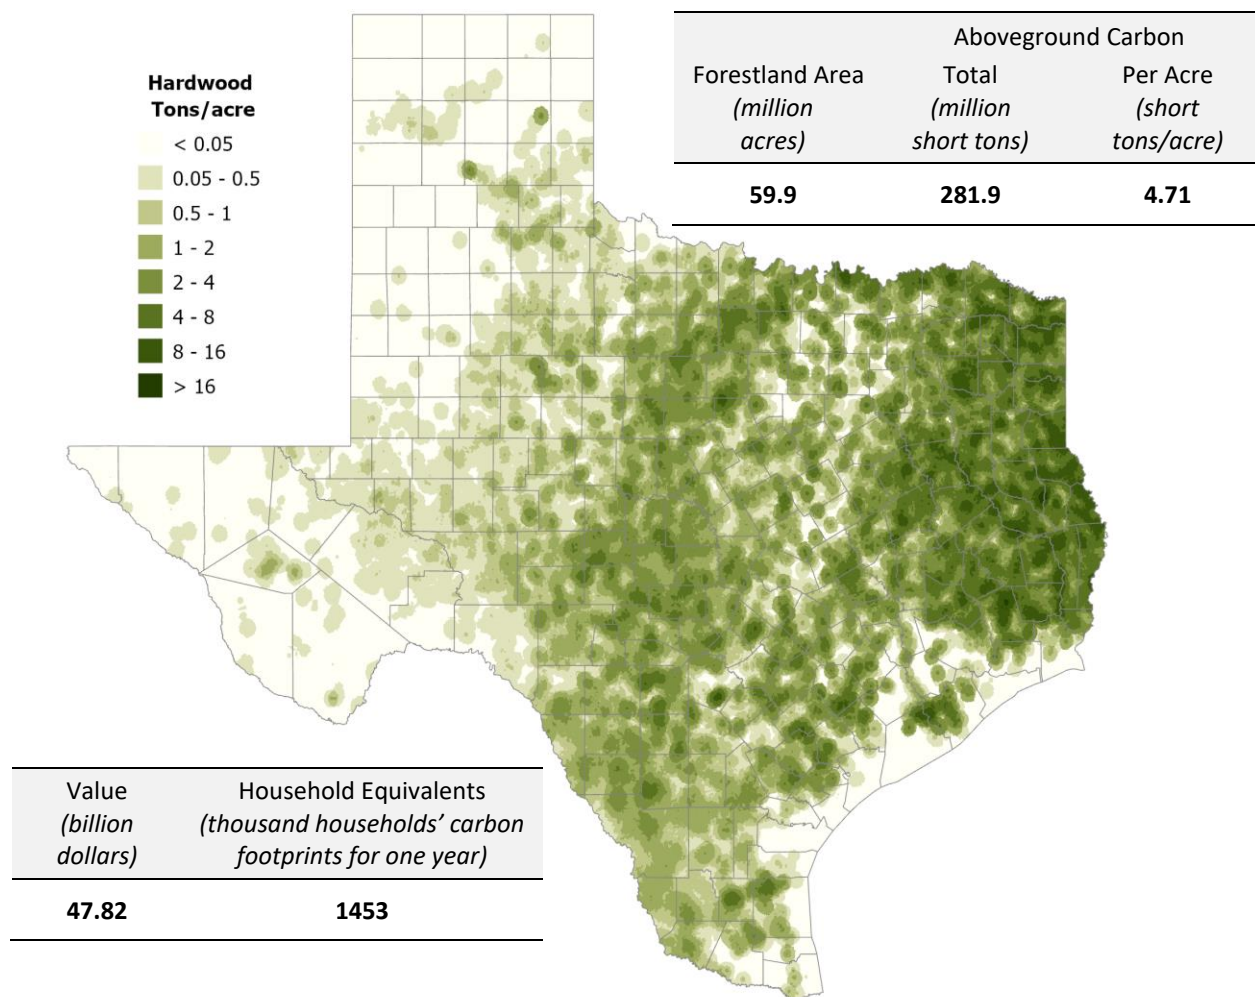 Aboveground Carbon
Forestland Area Total Per Acre
(million (million (short
acres) short tons) tons/acre)
59.9 281.9 4.71
Hardwood
Tons/acre
< 0.05
0.05 - 0.5
0.5 - 1
1 - 2
2 - 4
4 - 8
8 - 16
> 16
Value Household Equivalents
(billion (thousand households’ carbon
dollars) footprints for one year)
47.82 1453